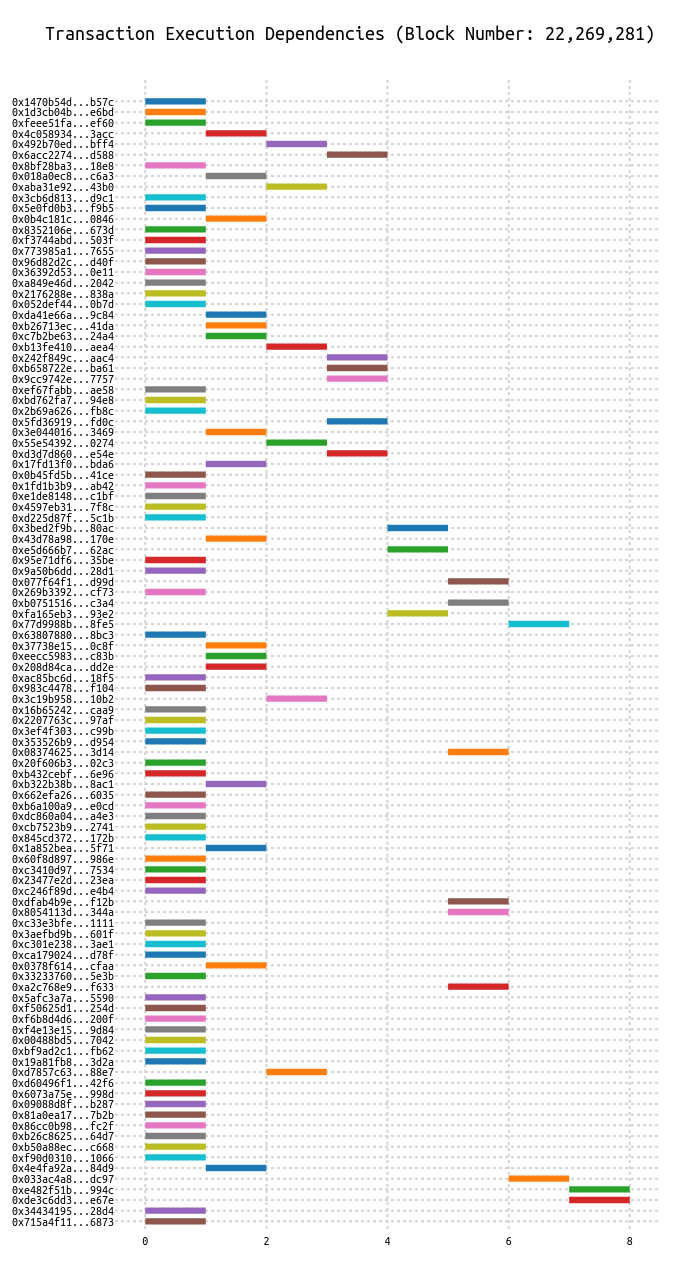 Transaction Execution Dependencies (Block Number: 22,269,281)
0x1470b54d...b57c
0x1d3cb04b...e6bd
0xfeee51fa...ef60
0x4c058934...3acc
0x492b70ed...bff4
0x6acc2274...d588
0x8bf28ba3...18e8
0x018a0ec8...c6a3
0xaba31e92...43b0
0x3cb6d813...d9c1
0x5e0fd0b3...f9b5
0x0b4c181c...0846
0x8352106e...673d
0xf3744abd...503f
0x773985a1...7655
0x96d82d2c...d40f
0x36392d53...0e11
0xa849e46d...2042
0x2176288e...838a
0x052def44...0b7d
0xda41e66a...9c84
0xb26713ec...41da
0xc7b2be63...24a4
0xb13fe410...aea4
0x242f849c...aac4
0xb658722e...ba61
0x9cc9742e...7757
0xef67fabb...ae58
0xbd762fa7...94e8
0x2b69a626...fb8c
0x5fd36919...fd0c
0x3e044016...3469
0x55e54392...0274
0xd3d7d860...e54e
0x17fd13f0...bda6
0x0b45fd5b...41ce
0x1fd1b3b9...ab42
0xe1de8148...c1bf
0x4597eb31...7f8c
0xd225d87f...5c1b
0x3bed2f9b...80ac
0x43d78a98...170e
0xe5d666b7...62ac
0x95e71df6...35be
0x9a50b6dd...28d1
0x077f64f1...d99d
0x269b3392...cf73
0xb0751516...c3a4
0xfa165eb3...93e2
0x77d9988b...8fe5
0x63807880...8bc3
0x37738e15...0c8f
0xeecc5983...c83b
0x208d84ca...dd2e
0xac85bc6d...18f5
0x983c4478...f104
0x3c19b958...10b2
0x16b65242...caa9
0x2207763c...97af
0x3ef4f303...c99b
0x353526b9...d954
0x08374625...3d14
0x20f606b3...02c3
0xb432cebf...6e96
0xb322b38b...8ac1
0x662efa26...6035
0xb6a100a9...e0cd
0xdc860a04...a4e3
0xcb7523b9...2741
0x845cd372...172b
0x1a852bea...5f71
0x60f8d897...986e
0xc3410d97...7534
0x23477e2d...23ea
0xc246f89d...e4b4
0xdfab4b9e...f12b
0x8054113d...344a
0xc33e3bfe...1111
0x3aefbd9b...601f
0xc301e238...3ae1
0xca179024...d78f
0x0378f614...cfaa
0x33233760...5e3b
0xa2c768e9...f633
0x5afc3a7a...5590
0xf50625d1...254d
0xf6b8d4d6...200f
0xf4e13e15...9d84
0x00488bd5...7042
0xbf9ad2c1...fb62
0x19a81fb8...3d2a
0xd7857c63...88e7
0xd60496f1...42f6
0x6073a75e...998d
0x09088d8f...b287
0x81a0ea17...7b2b
0x86cc0b98...fc2f
0xb26c8625...64d7
0xb50a88ec...c668
0xf90d0310...1066
0x4e4fa92a...84d9
0x033ac4a8...dc97
0xe482f51b...994c
0xde3c6dd3...e67e
0x34434195...28d4
0x715a4f11...6873
0 2 4 6 8